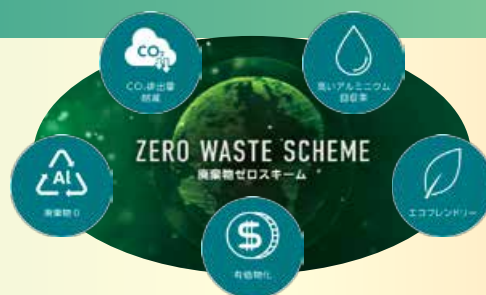 CO₂
CO₂排出量
削減
高いアルミニウム
回収率
ZERO WASTE SCHEME
廃棄物ゼロスキーム
Al
廃棄物0
エコフレンドリー
$
有価物化